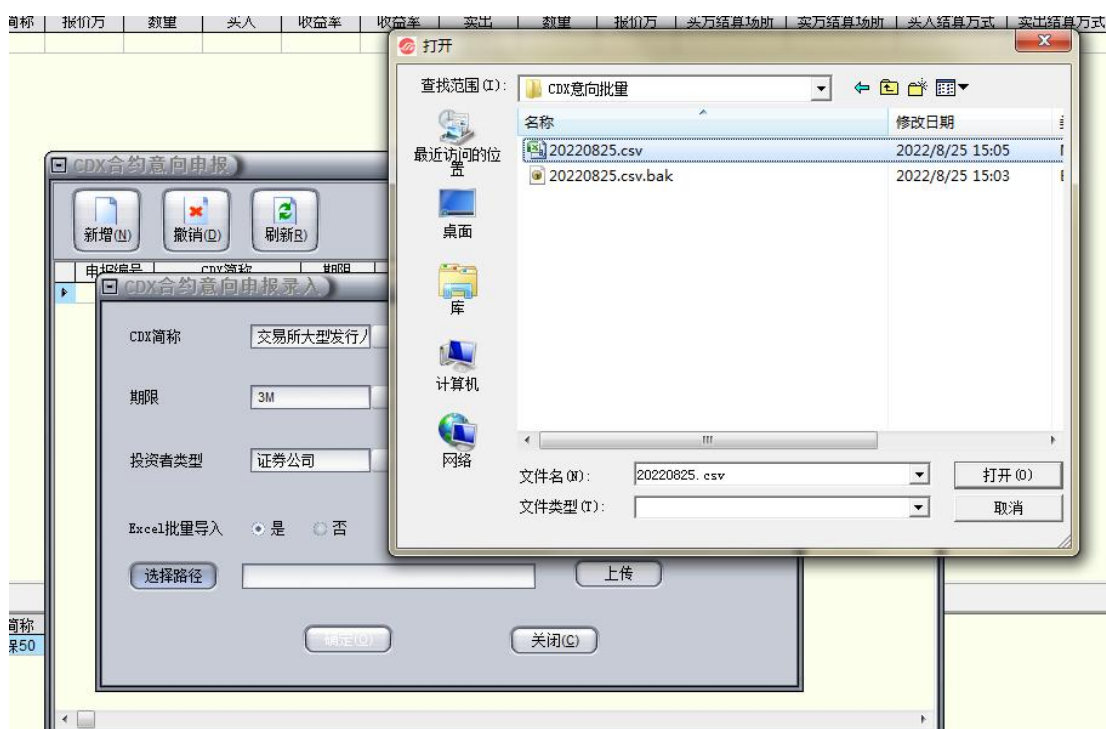 简称 报价方 数量 买入 收益率 收益率 卖出 数量 报价方 买方结算场所 卖方结算场所 买入结算方式 卖出结算方式
打开
查找范围(I): CDX意向批量
名称 修改日期
20220825.csv 2022/8/25 15:05
20220825.csv.bak 2022/8/25 15:03
最近访问的位置
桌面
库
计算机
网络
文件名(N): 20220825.csv 打开(O)
文件类型(T): 取消
CDX合约意向申报
新增(N) 撤销(D) 刷新R)
申报编号 CDX简称 期限
CDX合约意向申报录入
CDX简称 交易所大型发行人
期限 3M
投资者类型 证券公司
Excel批量导入 是 否
选择路径 上传
确定(O) 关闭(C)
简称
保50